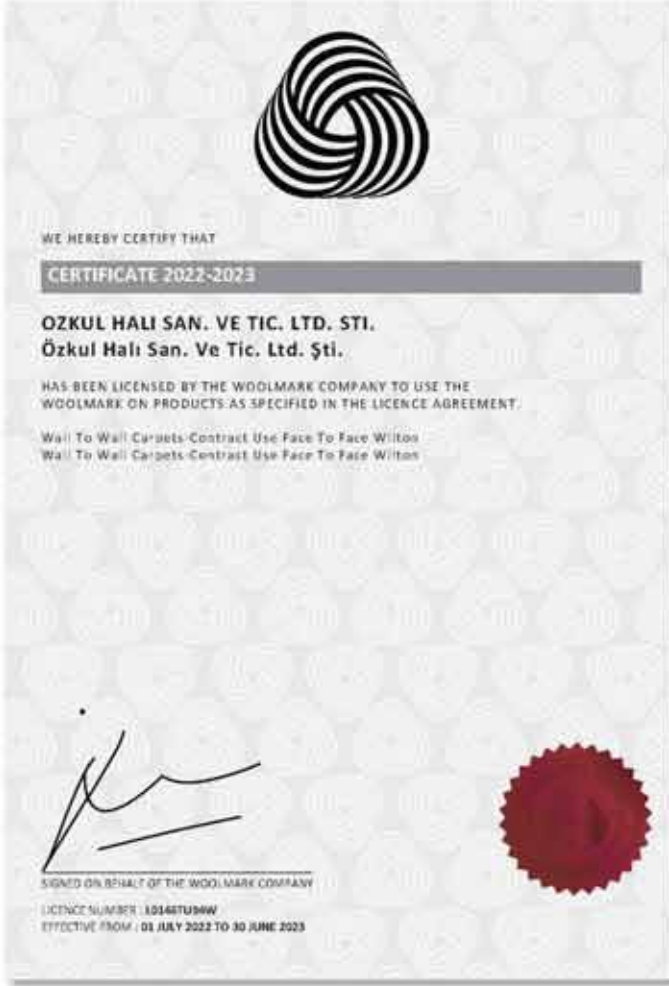 WE HEREBY CERTIFY THAT
CERTIFICATE 2022-2023
OZKUL HALI SAN. VE TIC. LTD. STI.
Özkul Halı San. Ve Tic. Ltd. Şti.
HAS BEEN LICENSED BY THE WOOLMARK COMPANY TO USE THE
WOOLMARK ON PRODUCTS AS SPECIFIED IN THE LICENCE AGREEMENT.
Wall To Wall Carpets-Contract Use Face To Face Wilton
Wall To Wall Carpets-Contract Use Face To Face Wilton
SIGNED ON BEHALF OF THE WOOLMARK COMPANY
LICENCE NUMBER :
EFFECTIVE FROM : 01 JULY 2022 TO 30 JUNE 2023